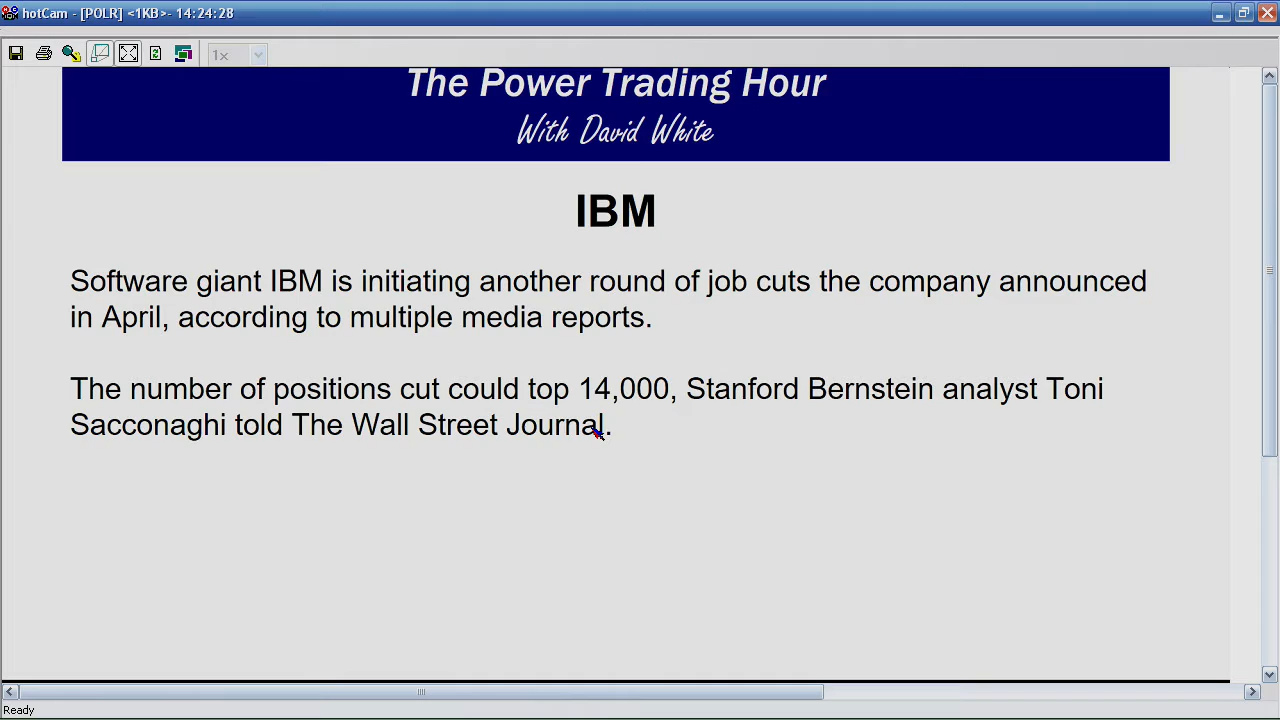 hotCam - [POLR] <1KB>- 14:24:28
1x
The Power Trading Hour
With David White
IBM
Software giant IBM is initiating another round of job cuts the company announced
in April, according to multiple media reports.
The number of positions cut could top 14,000, Stanford Bernstein analyst Toni
Sacconaghi told The Wall Street Journal.
Ready